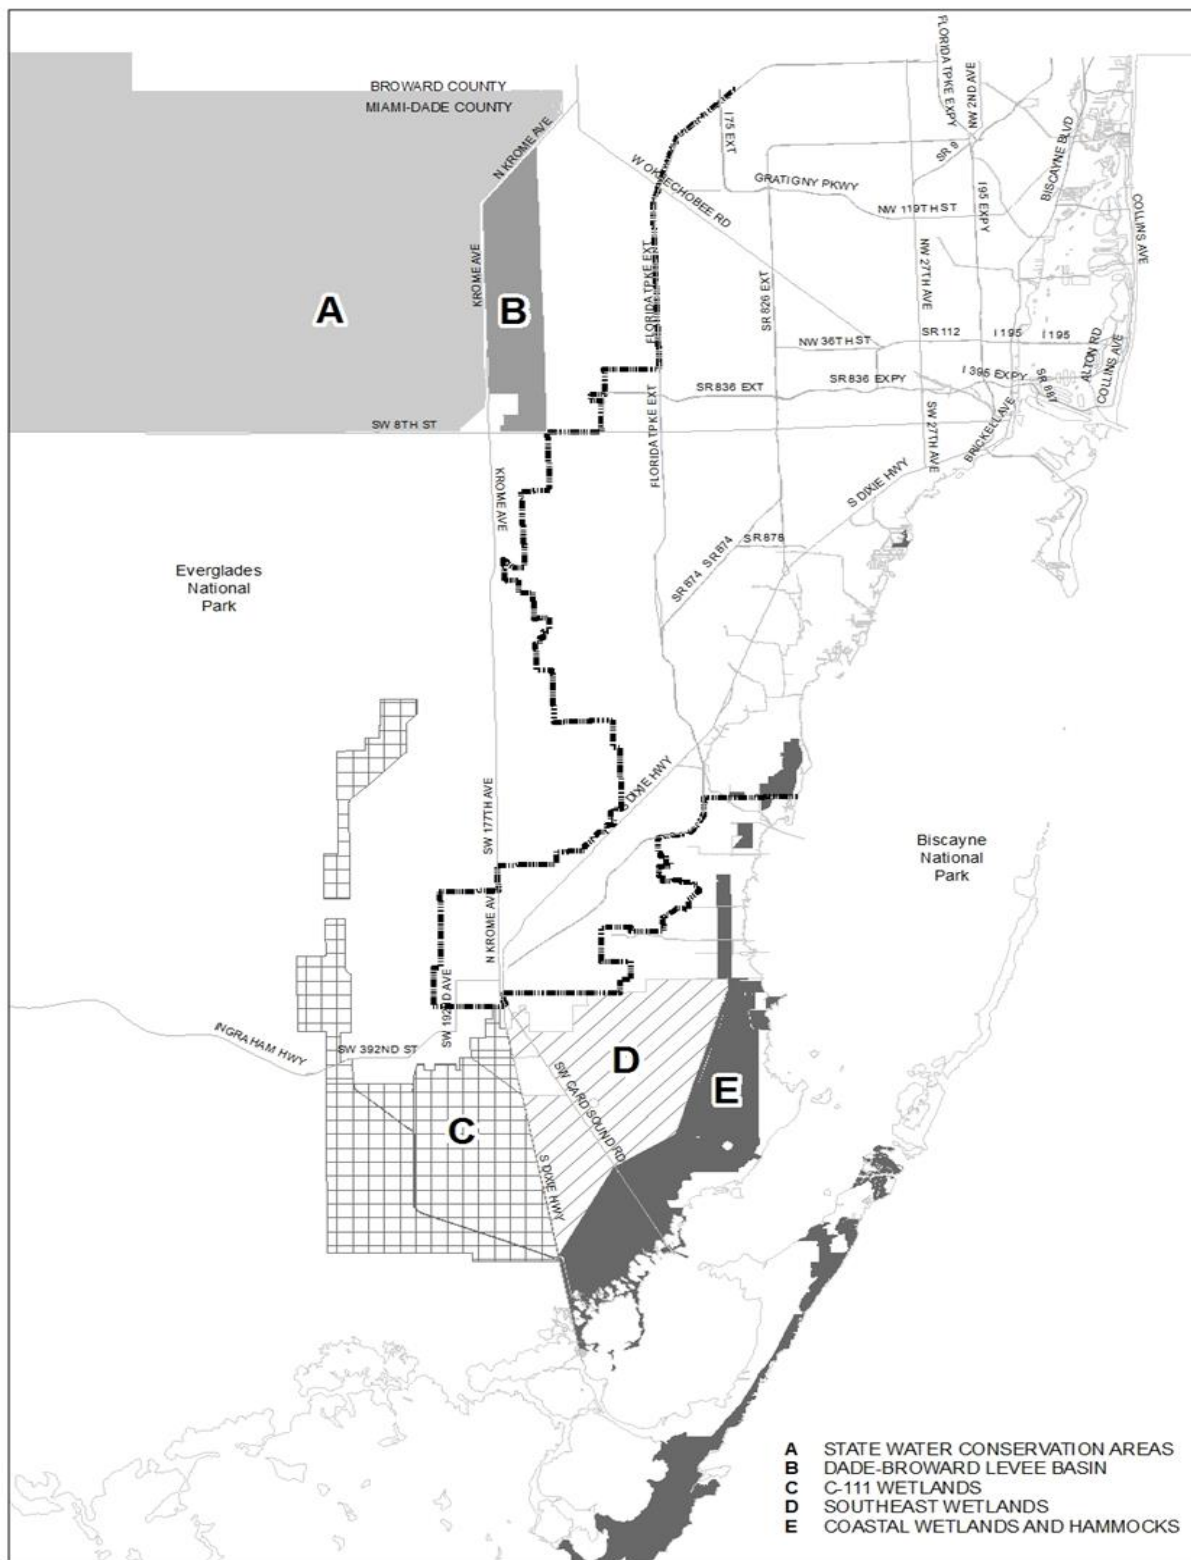 BROWARD COUNTY
MIAMI-DADE COUNTY
N KROME AVE
W OKEECHOBEE RD
I 75 EXT
FLORIDA TPKE EXPY
NW 2ND AVE
SR 9
BISCAYNE BLVD
GRATIGNY PKWY
NW 119TH ST
I 95 EXPY
COLLINS AVE
KROME AVE
FLORIDA TPKE EXT
SR 826 EXT
NW 27TH AVE
A
B
NW 36TH ST
SR 112
I 195
I 195
ALTON RD
COLLINS AVE
SR 836 EXT
SR 836 EXPY
I 395 EXPY
SR 887
SW 8TH ST
FLORIDA TPKE EXT
SW 27TH AVE
BRICKELL AVE
KROME AVE
S DIXIE HWY
SR 874
SR 874
SR 878
Everglades
National
Park
SW 177TH AVE
S DIXIE HWY
Biscayne
National
Park
N KROME AVE
SW 192ND AVE
INGRAHAM HWY
SW 392ND ST
D
SW CARD SOUND RD
E
C
S DIXIE HWY
A STATE WATER CONSERVATION AREAS
B DADE-BROWARD LEVEE BASIN
C C-111 WETLANDS
D SOUTHEAST WETLANDS
E COASTAL WETLANDS AND HAMMOCKS